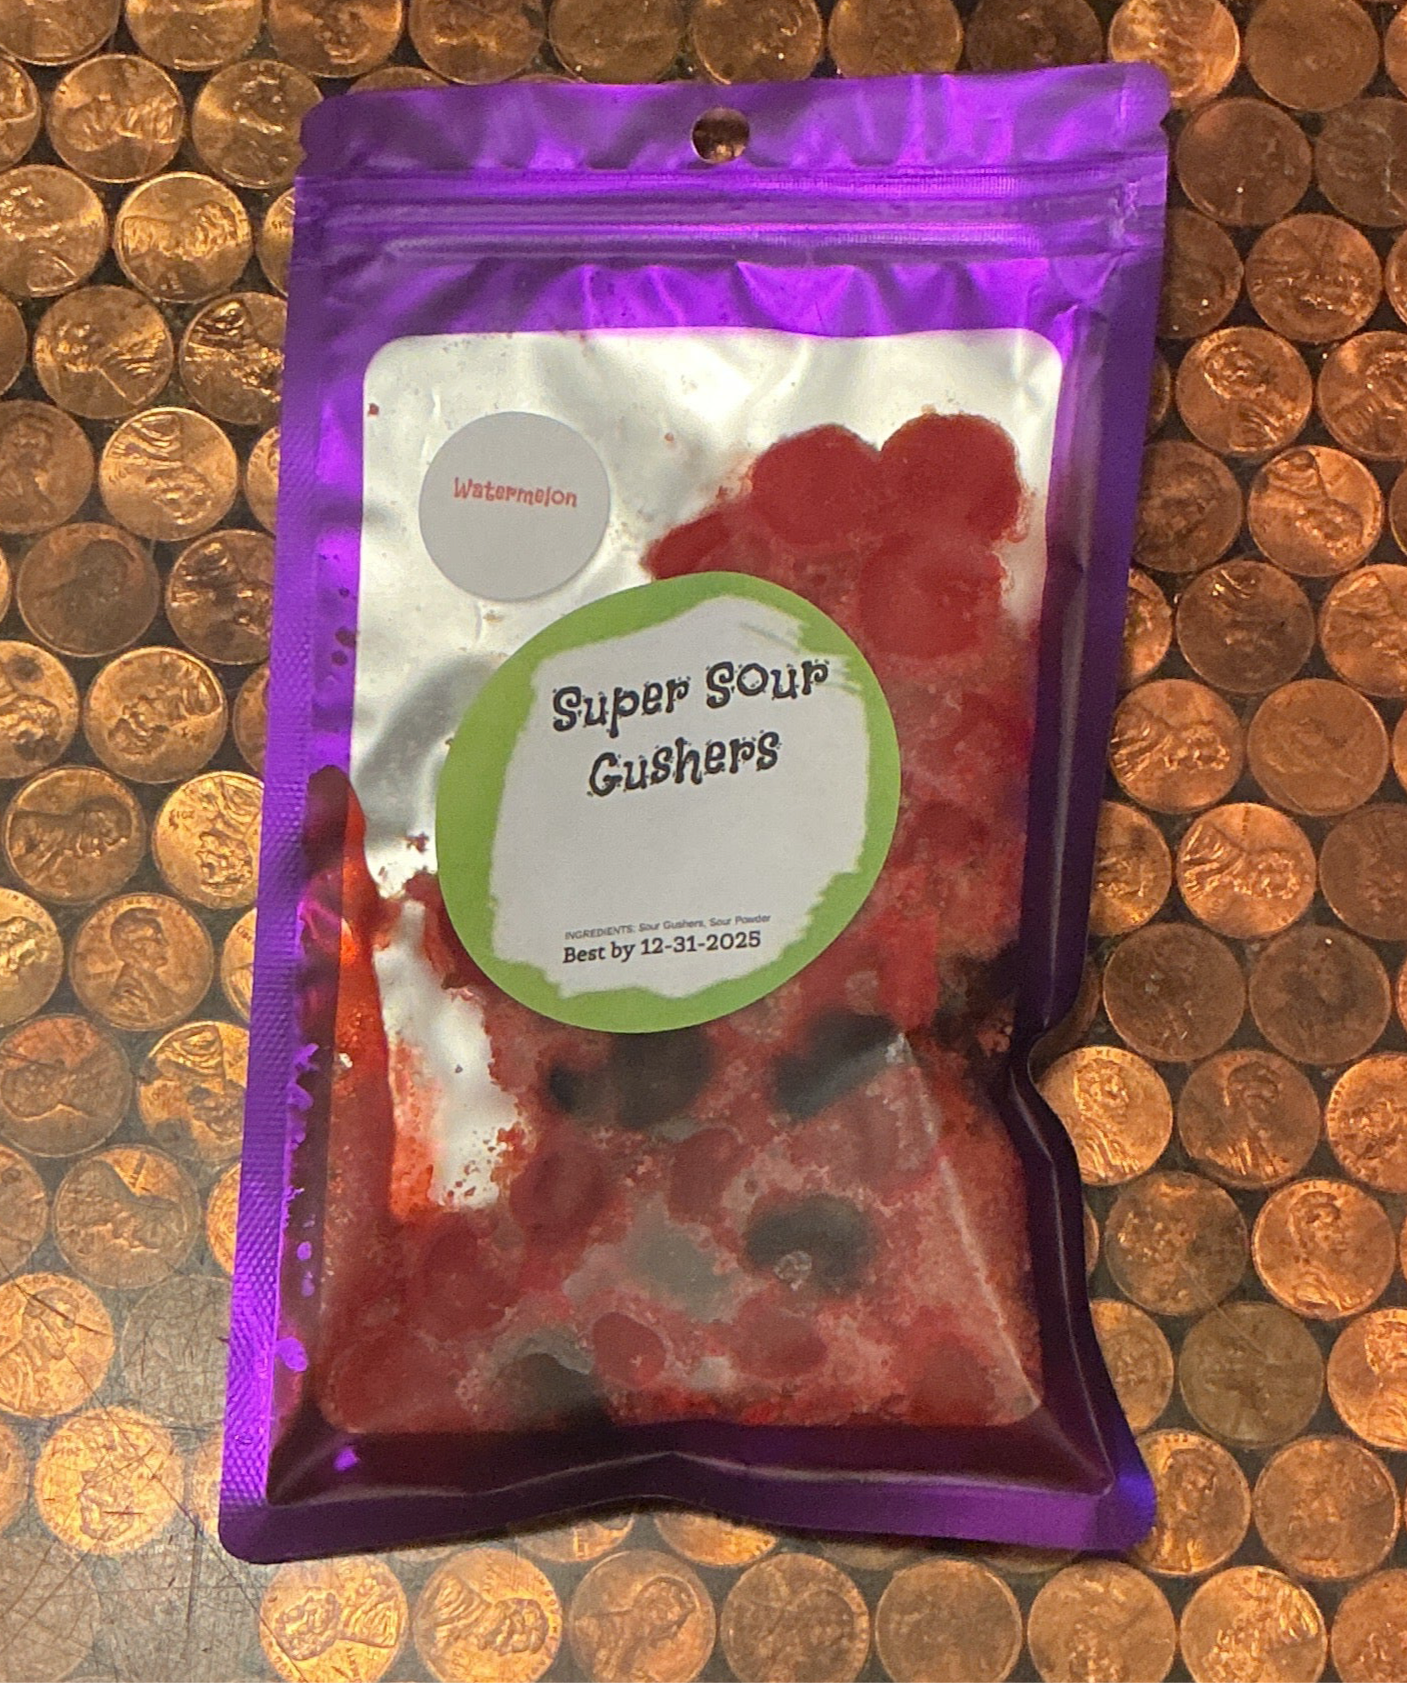 Watermelon
Super Sour
Gushers
INGREDIENTS: Sour Gushers, Sour Powder
Best by 12-31-2025